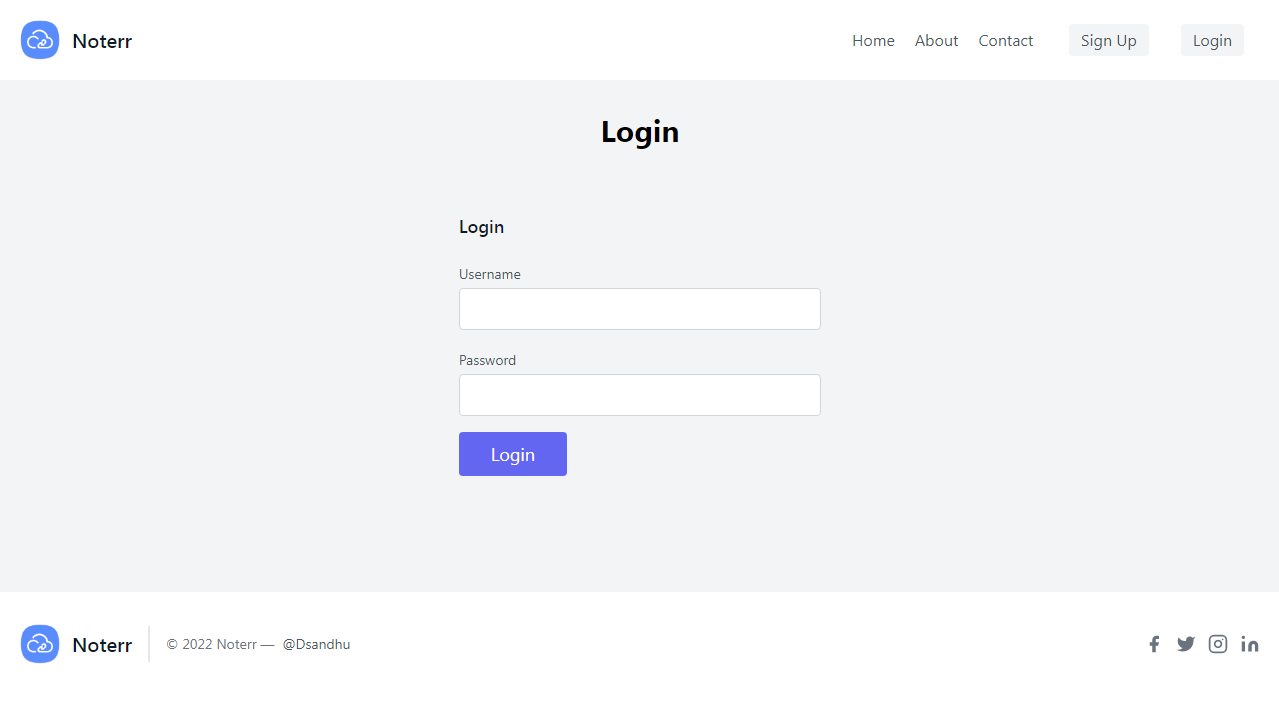 Noterr
Home About Contact Sign Up Login
Login
Login
Username
Password
Login
Noterr
© 2022 Noterr — @Dsandhu